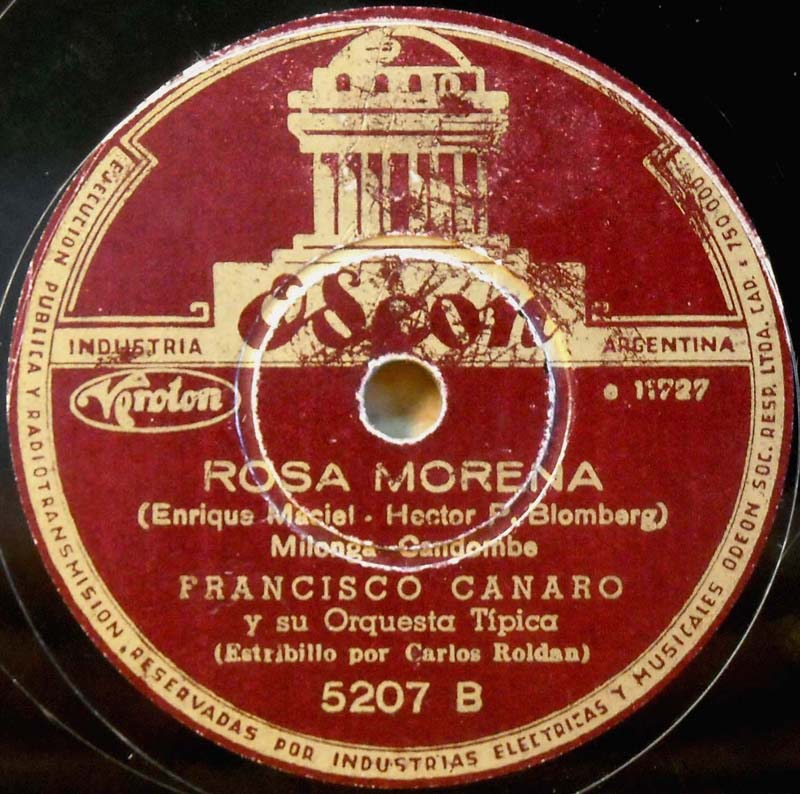 Odeon
INDUSTRIA ARGENTINA
Vroton
e 11727
ROSA MORENA
(Enrique Maciel - Hector P. Blomberg)
Milonga-Candombe
FRANCISCO CANARO
y su Orquesta Típica
(Estribillo por Carlos Roldan)
5207 B
EJECUCION PUBLICA Y RADIOTRANSMISION, RESERVADAS POR INDUSTRIAS ELECTRICAS Y MUSICALES ODEON SOC. RESP. LTDA. CAP. $ 750.000